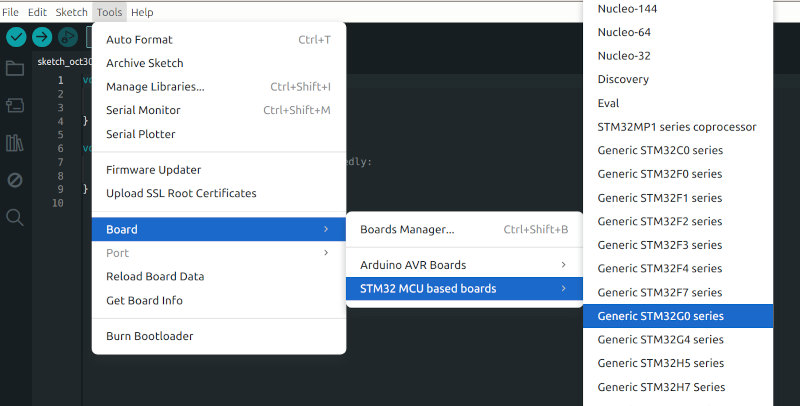 File Edit Sketch Tools Help
sketch_oct30
1
2
3
4 }
5
6
7 edly:
8
9 }
10
Auto Format Ctrl+T
Archive Sketch
Manage Libraries... Ctrl+Shift+I
Serial Monitor Ctrl+Shift+M
Serial Plotter
Firmware Updater
Upload SSL Root Certificates
Board
Port
Reload Board Data
Get Board Info
Burn Bootloader
Boards Manager... Ctrl+Shift+B
Arduino AVR Boards
STM32 MCU based boards
Nucleo-144
Nucleo-64
Nucleo-32
Discovery
Eval
STM32MP1 series coprocessor
Generic STM32C0 series
Generic STM32F0 series
Generic STM32F1 series
Generic STM32F2 series
Generic STM32F3 series
Generic STM32F4 series
Generic STM32F7 series
Generic STM32G0 series
Generic STM32G4 series
Generic STM32H5 series
Generic STM32H7 Series